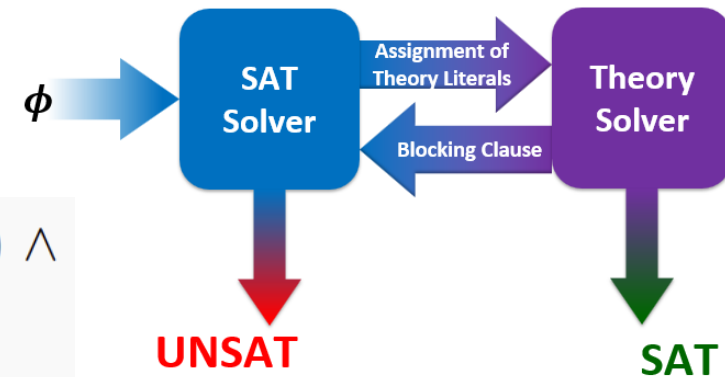 SAT
Solver
Assignment of
Theory Literals
Theory
Solver
ϕ
Blocking Clause
) ∧
UNSAT
SAT